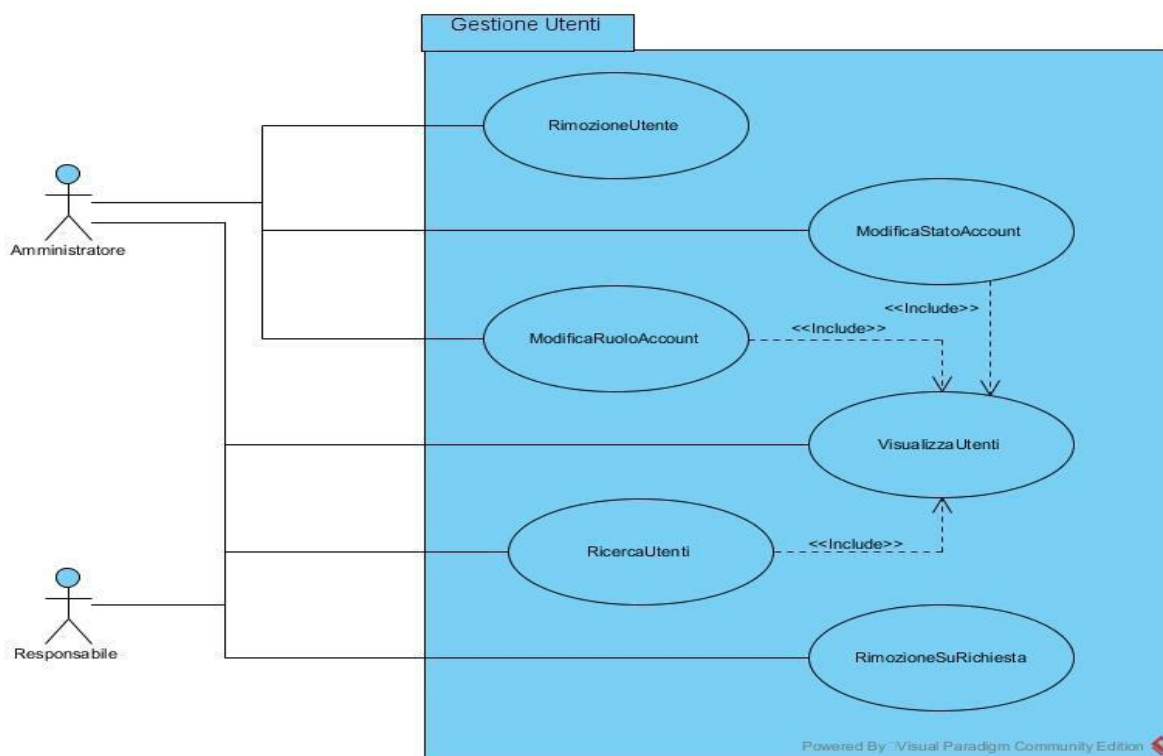 Gestione Utenti
RimozioneUtente
Amministratore
ModificaStatoAccount
<<Include>>
ModificaRuoloAccount
<<Include>>
VisualizzaUtenti
RicercaUtenti
<<Include>>
Responsabile
RimozioneSuRichiesta
Powered By Visual Paradigm Community Edition